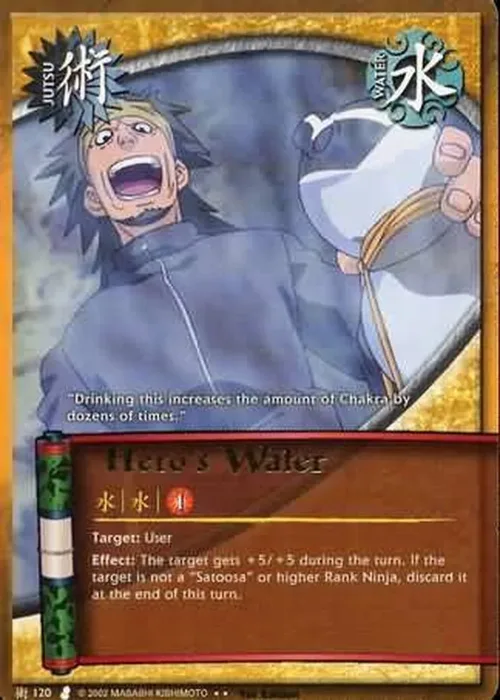 JUTSU
術
WATER
水
"Drinking this increases the amount of Chakra by
dozens of times."
Hero's Water
水 水 水
Target: User
Effect: The target gets +5/+5 during the turn. If the
target is not a "Satoosa" or higher Rank Ninja, discard it
at the end of this turn.
術 120 © 2002 MASASHI KISHIMOTO